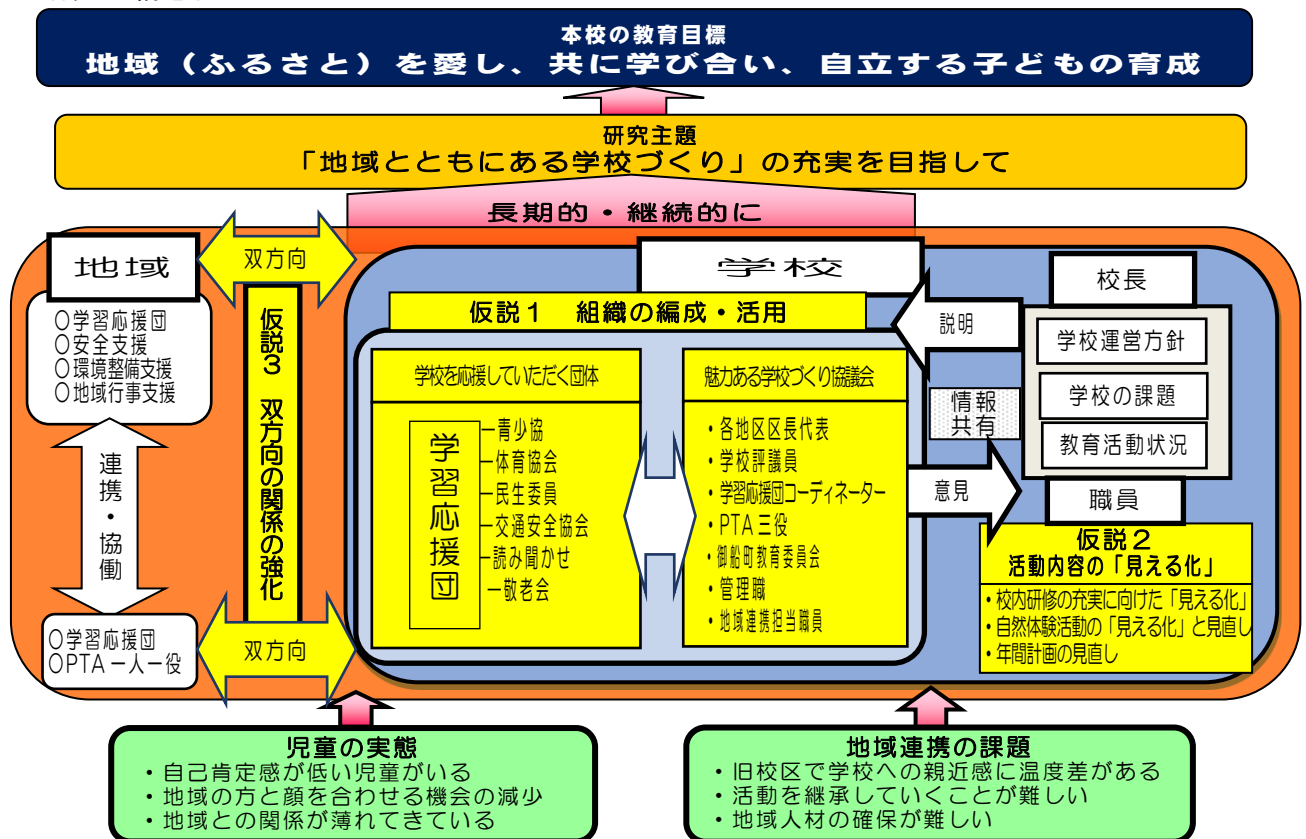 本校の教育目標
地域（ふるさと）を愛し、共に学び合い、自立する子どもの育成
研究主題
「地域とともにある学校づくり」の充実を目指して
長期的・継続的に
地域
双方向
○学習応援団
○安全支援
○環境整備支援
○地域行事支援
連携・協働
○学習応援団
○PTA一人一役
双方向
仮説３　双方向の関係の強化
学校
仮説１　組織の編成・活用
学校を応援していただく団体
学習応援団
青少協
体育協会
民生委員
交通安全協会
読み聞かせ
敬老会
魅力ある学校づくり協議会
・各地区区長代表
・学校評議員
・学習応援団コーディネーター
・PTA三役
・御船町教育委員会
・管理職
・地域連携担当職員
説明
情報
共有
意見
校長
学校運営方針
学校の課題
教育活動状況
職員
仮説２
活動内容の「見える化」
・校内研修の充実に向けた「見える化」
・自然体験活動の「見える化」と見直し
・年間計画の見直し
児童の実態
・自己肯定感が低い児童がいる
・地域の方と顔を合わせる機会の減少
・地域との関係が薄れてきている
地域連携の課題
・旧校区で学校への親近感に温度差がある
・活動を継承していくことが難しい
・地域人材の確保が難しい